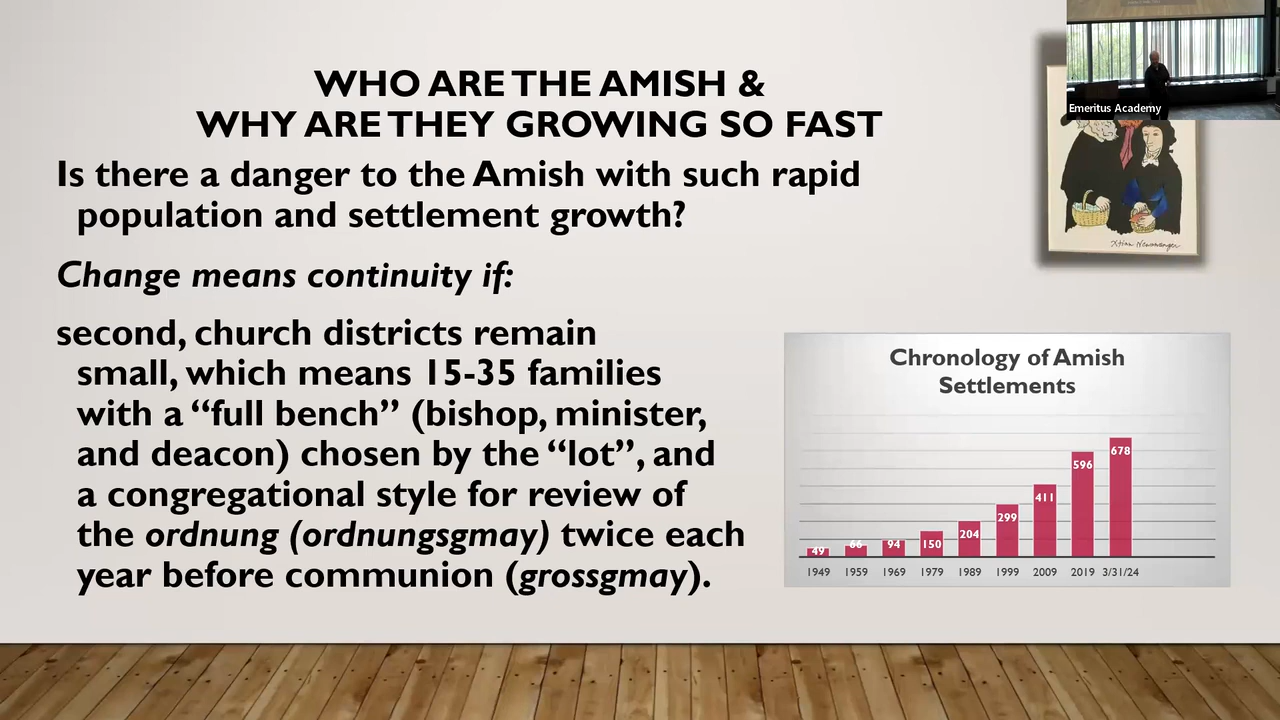 WHO ARE THE AMISH &
WHY ARE THEY GROWING SO FAST
Emeritus Academy
Is there a danger to the Amish with such rapid
population and settlement growth?
Change means continuity if:
second, church districts remain
small, which means 15-35 families
with a “full bench” (bishop, minister,
and deacon) chosen by the “lot”, and
a congregational style for review of
the ordnung (ordnungsgmay) twice each
year before communion (grossgmay).
Chronology of Amish
Settlements
49 66 94 150 204 299 411 596 678
1949 1959 1969 1979 1989 1999 2009 2019 3/31/24